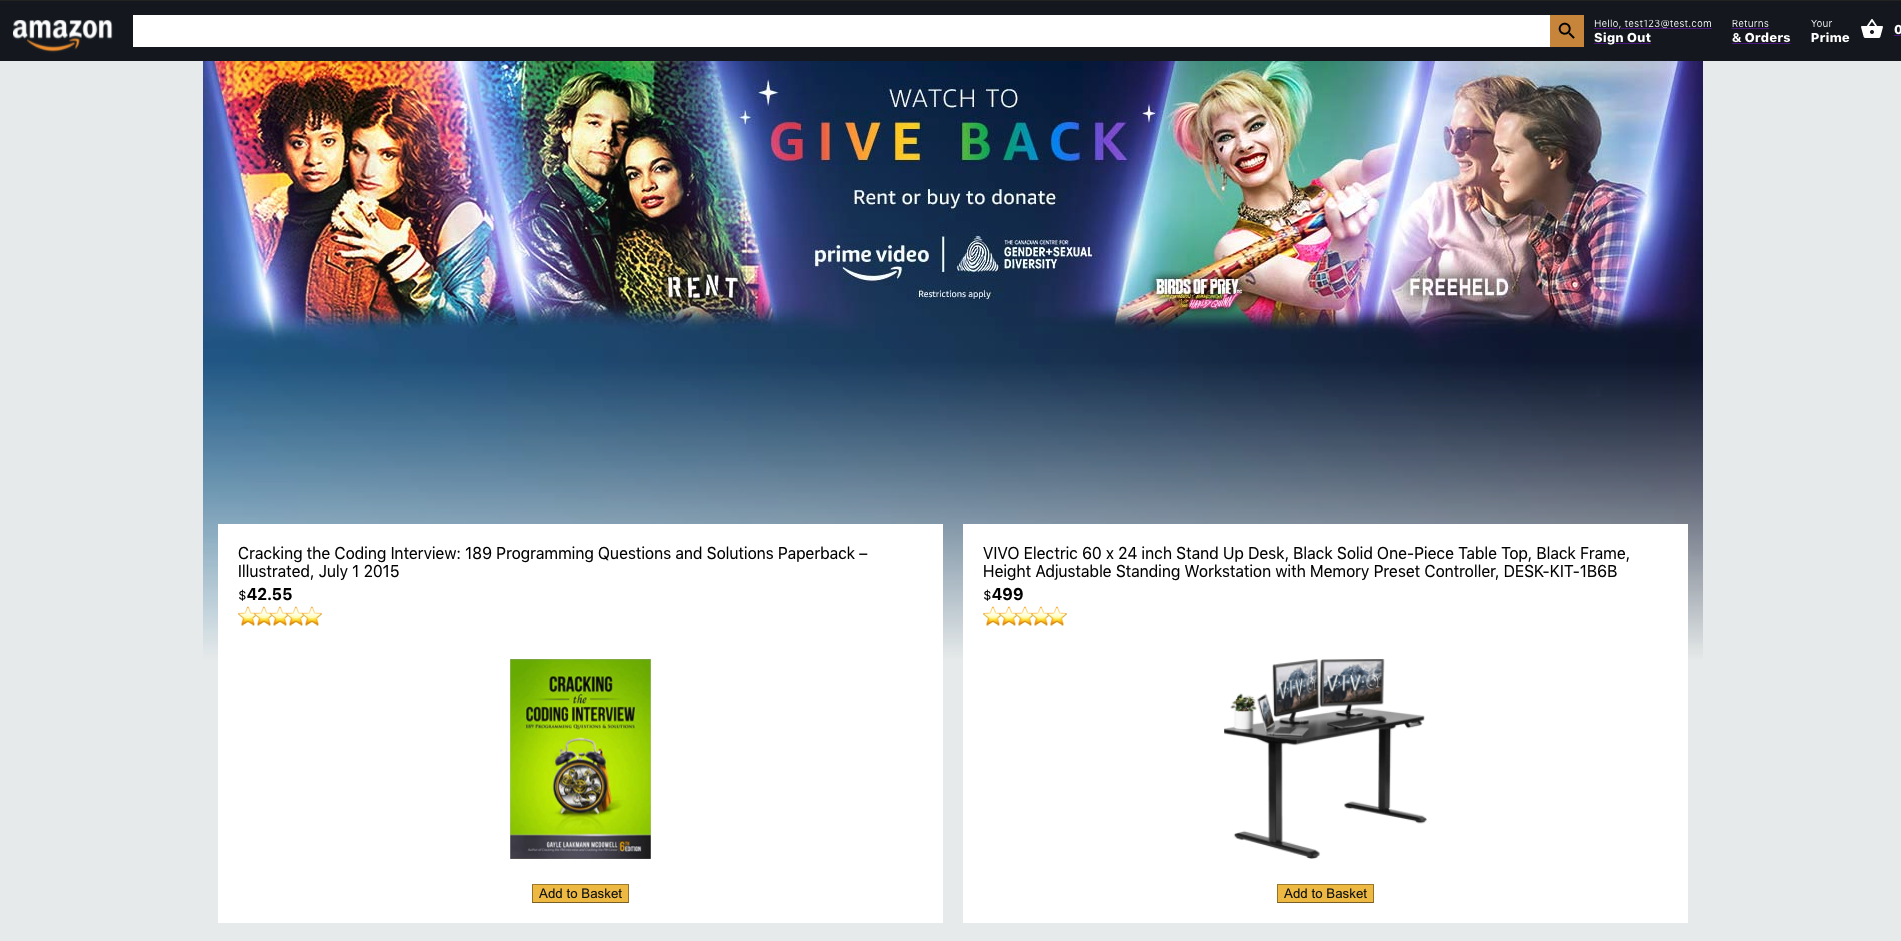 amazon
Hello, test123@test.com
Sign Out
Returns
& Orders
Your
Prime
0
WATCH TO
GIVE BACK
Rent or buy to donate
prime video
THE CANADIAN CENTRE FOR
GENDER+SEXUAL
DIVERSITY
Restrictions apply
RENT
BIRDS OF PREY
HARLEY QUINN
FREEHELD
Cracking the Coding Interview: 189 Programming Questions and Solutions Paperback –
Illustrated, July 1 2015
$42.55
CRACKING
the
CODING INTERVIEW
189 PROGRAMMING QUESTIONS & SOLUTIONS
GAYLE LAAKMANN MCDOWELL
6TH EDITION
Add to Basket
VIVO Electric 60 x 24 inch Stand Up Desk, Black Solid One-Piece Table Top, Black Frame,
Height Adjustable Standing Workstation with Memory Preset Controller, DESK-KIT-1B6B
$499
Add to Basket